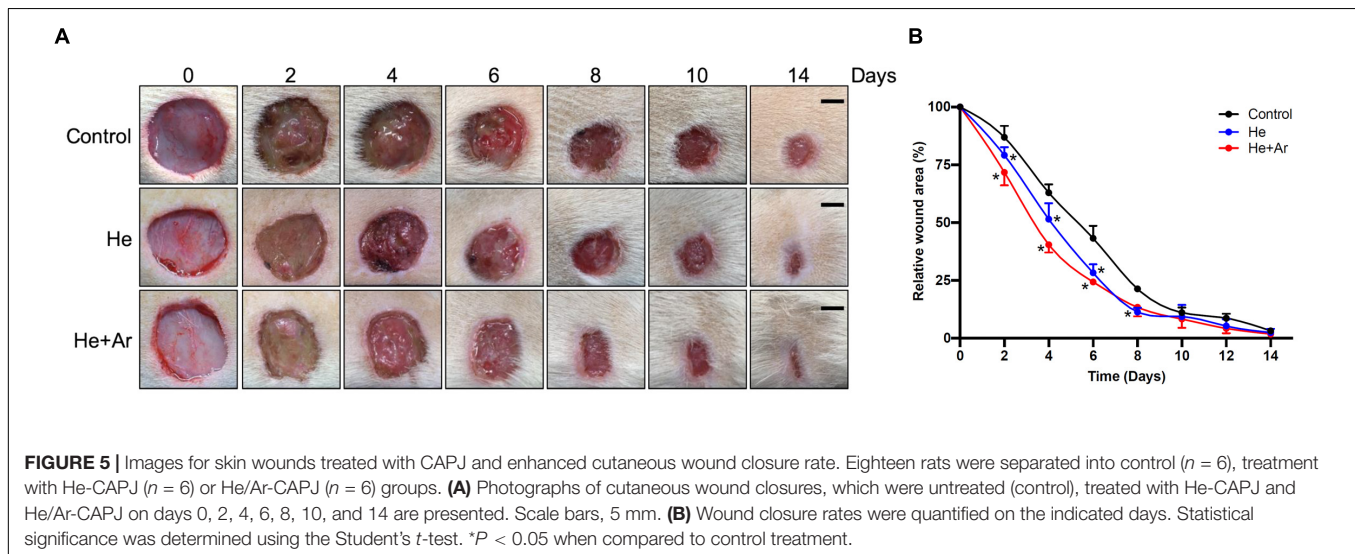 A
0 2 4 6 8 10 14 Days
Control
He
He+Ar
B
Relative wound area (%)
100
75
50
25
0
0 2 4 6 8 10 12 14
Time (Days)
Control
He
He+Ar
* * * * * * *
FIGURE 5 | Images for skin wounds treated with CAPJ and enhanced cutaneous wound closure rate. Eighteen rats were separated into control (n = 6), treatment
with He-CAPJ (n = 6) or He/Ar-CAPJ (n = 6) groups. (A) Photographs of cutaneous wound closures, which were untreated (control), treated with He-CAPJ and
He/Ar-CAPJ on days 0, 2, 4, 6, 8, 10, and 14 are presented. Scale bars, 5 mm. (B) Wound closure rates were quantified on the indicated days. Statistical
significance was determined using the Student's t-test. *P < 0.05 when compared to control treatment.